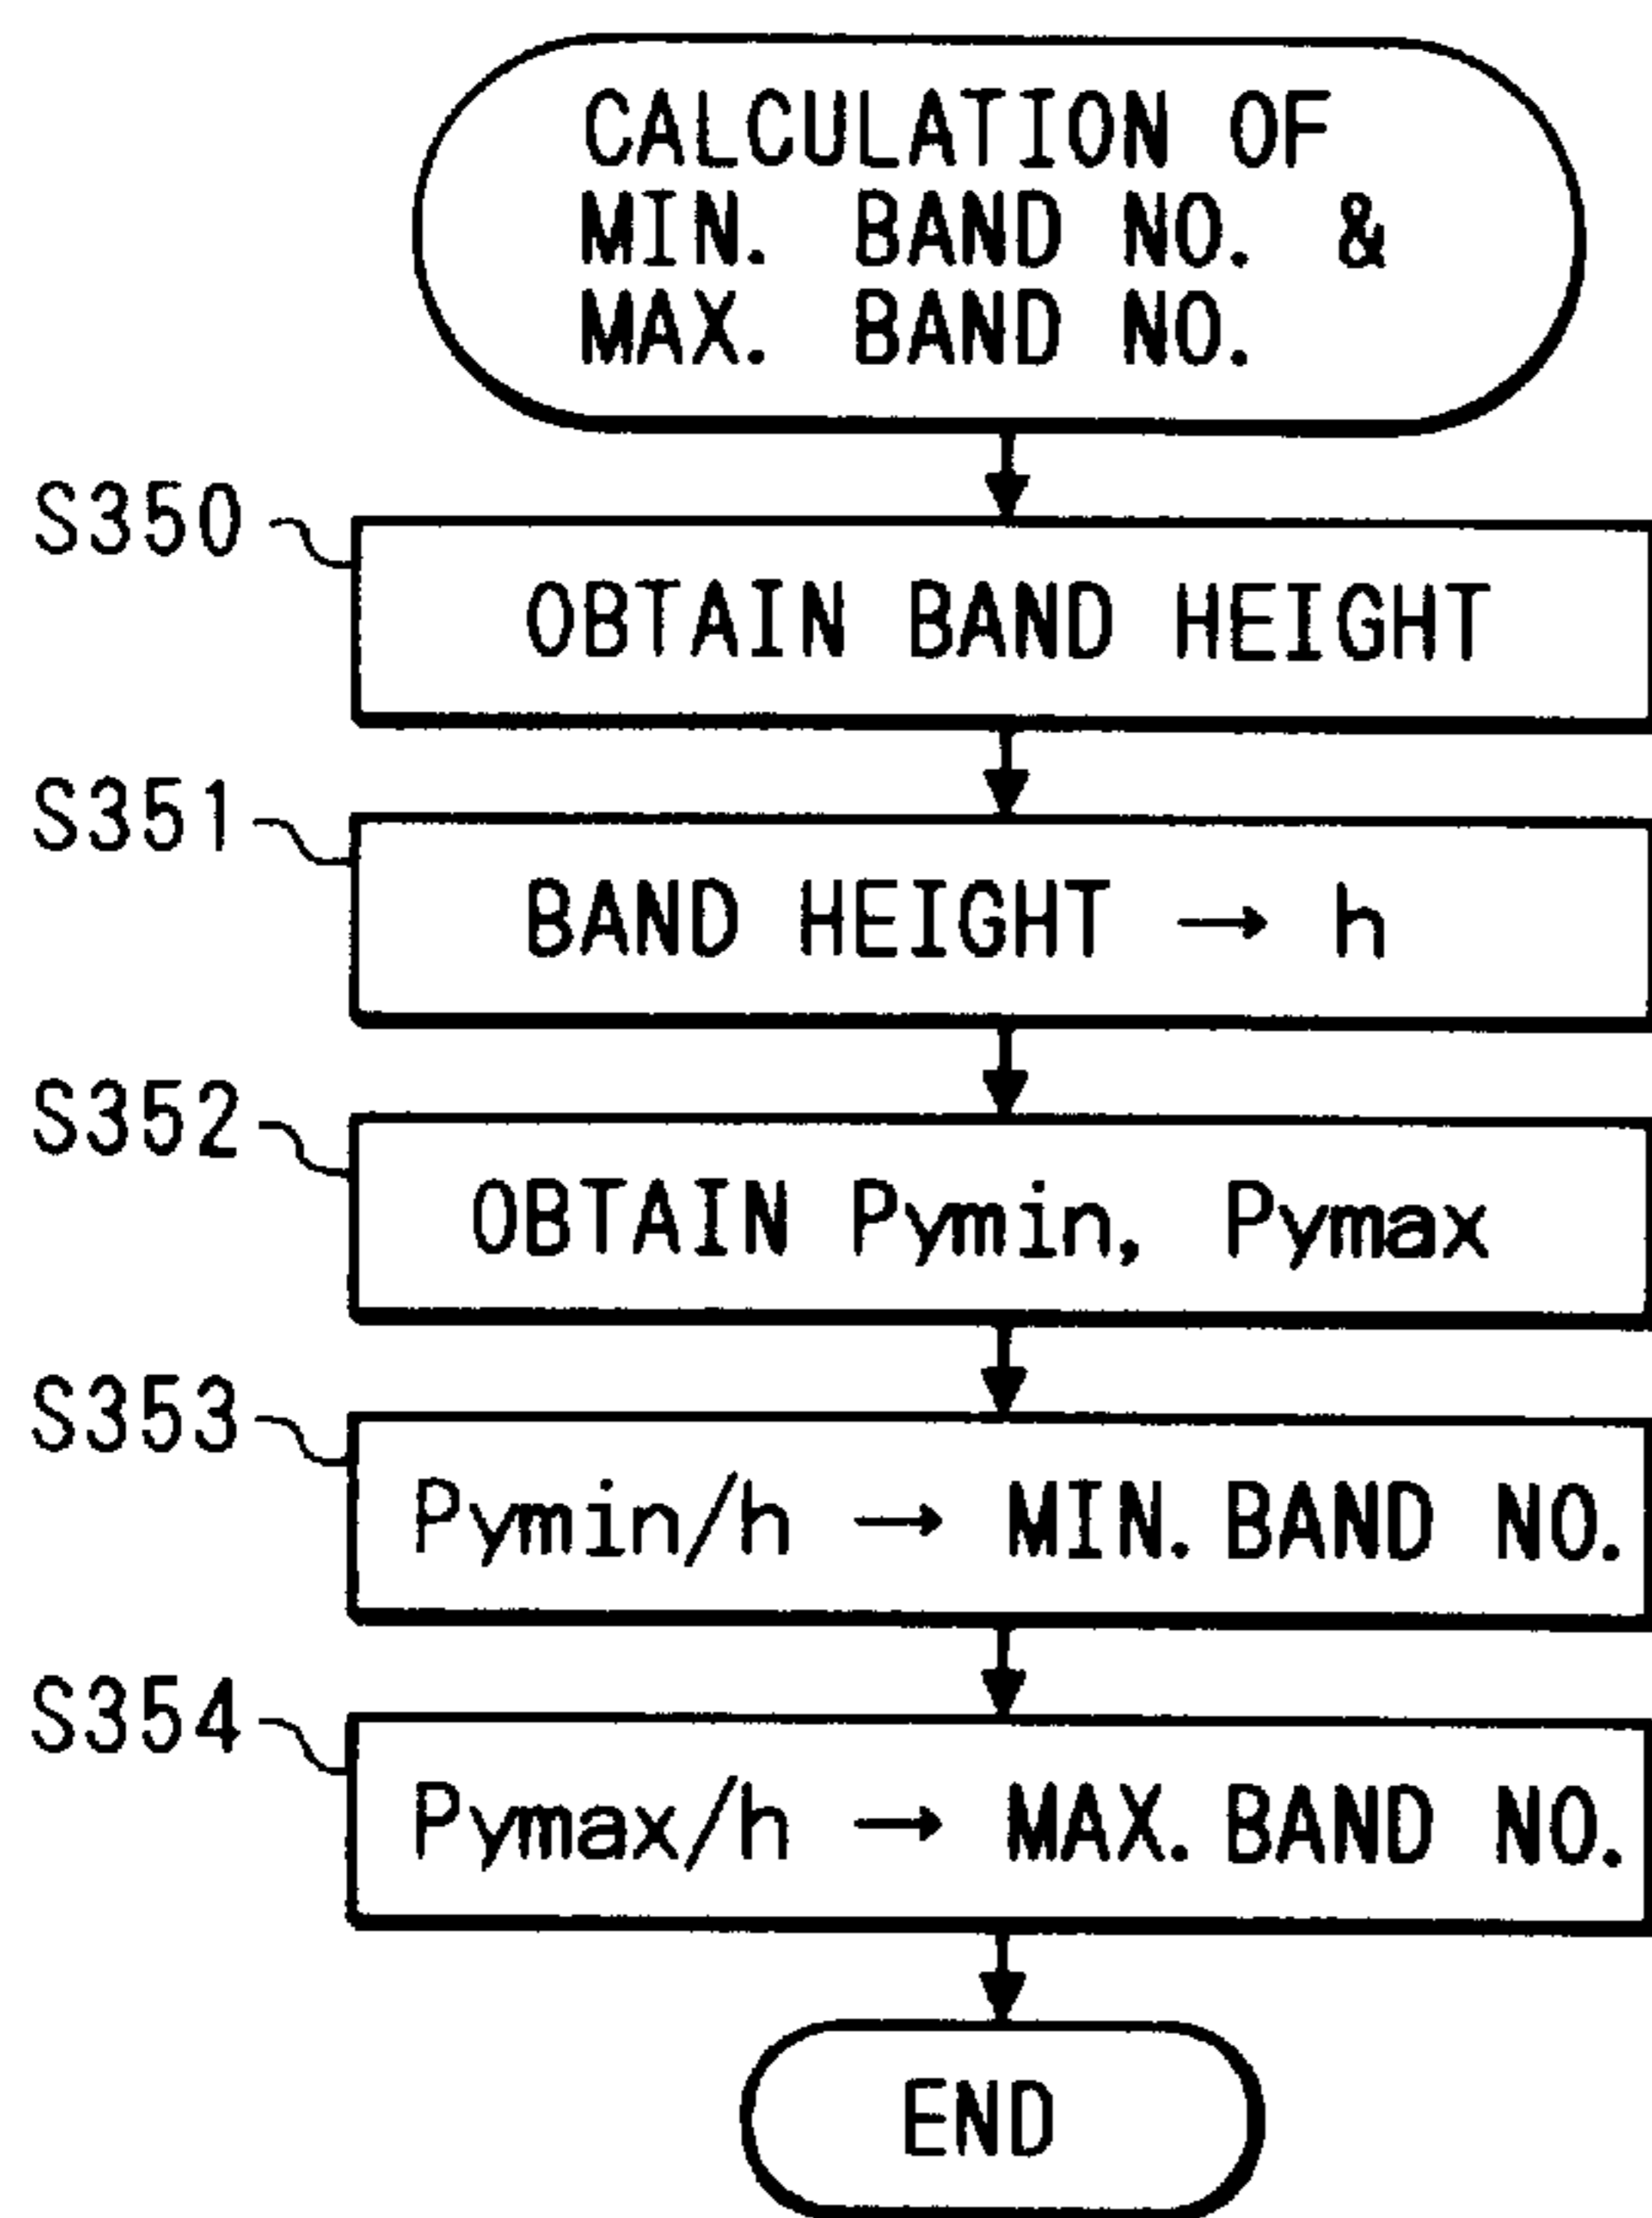 CALCULATION OF
MIN. BAND NO. &
MAX. BAND NO.
S350
OBTAIN BAND HEIGHT
S351
BAND HEIGHT → h
S352
OBTAIN Pymin, Pymax
S353
Pymin/h → MIN. BAND NO.
S354
Pymax/h → MAX. BAND NO.
END